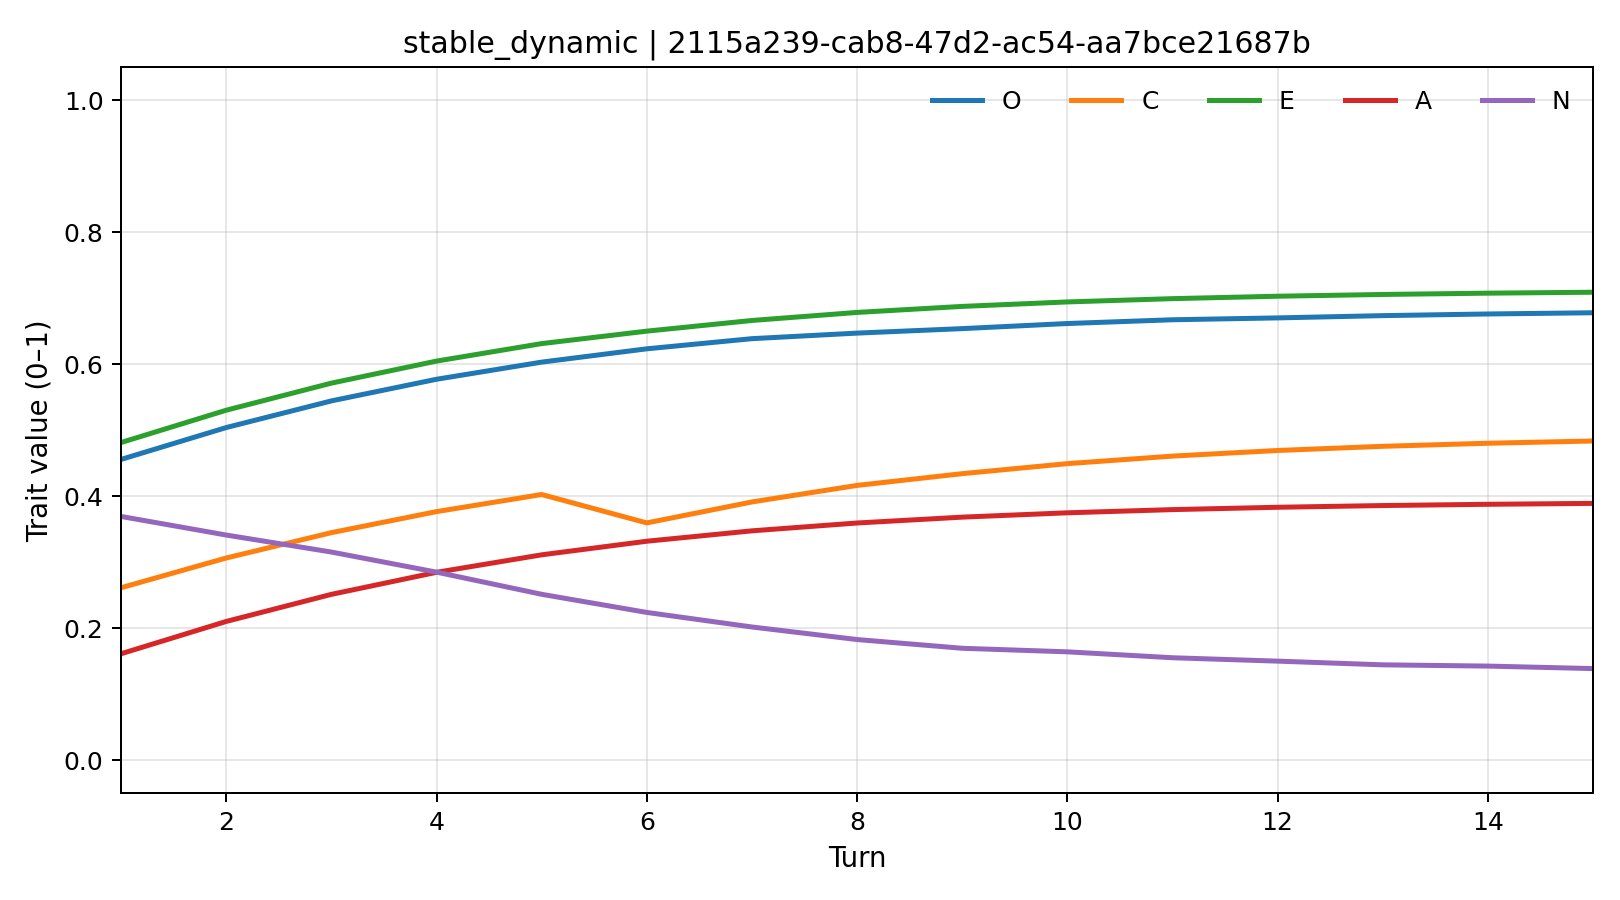 stable_dynamic | 2115a239-cab8-47d2-ac54-aa7bce21687b
O C E A N
1.0
0.8
0.6
0.4
0.2
0.0
Trait value (0–1)
2 4 6 8 10 12 14
Turn